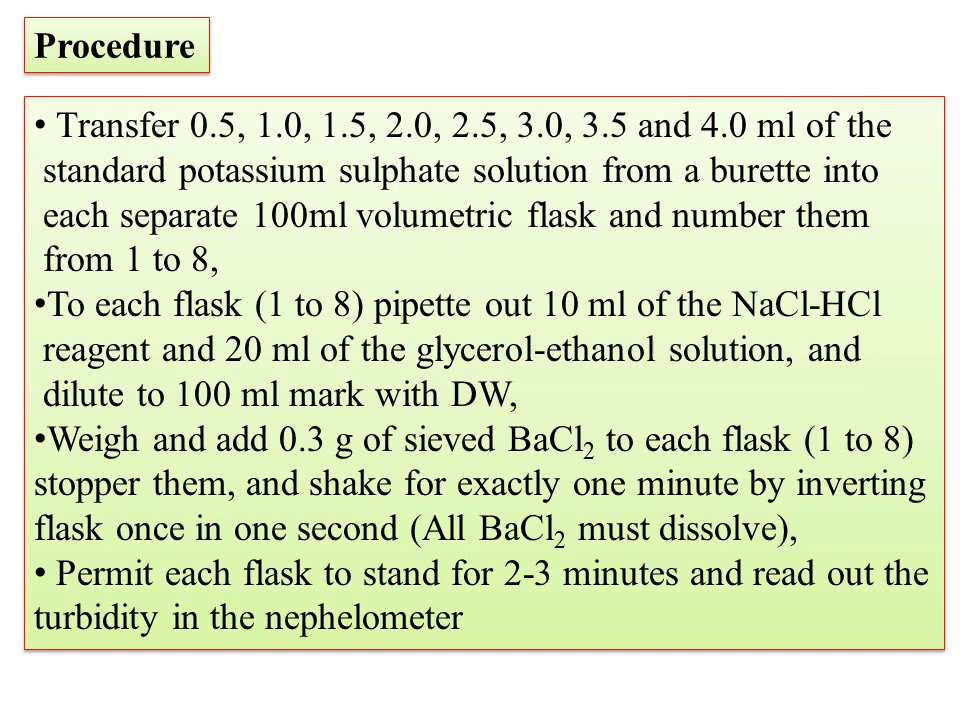 Procedure
• Transfer 0.5, 1.0, 1.5, 2.0, 2.5, 3.0, 3.5 and 4.0 ml of the
standard potassium sulphate solution from a burette into
each separate 100ml volumetric flask and number them
from 1 to 8,
•To each flask (1 to 8) pipette out 10 ml of the NaCl-HCl
reagent and 20 ml of the glycerol-ethanol solution, and
dilute to 100 ml mark with DW,
•Weigh and add 0.3 g of sieved BaCl₂ to each flask (1 to 8)
stopper them, and shake for exactly one minute by inverting
flask once in one second (All BaCl₂ must dissolve),
• Permit each flask to stand for 2-3 minutes and read out the
turbidity in the nephelometer